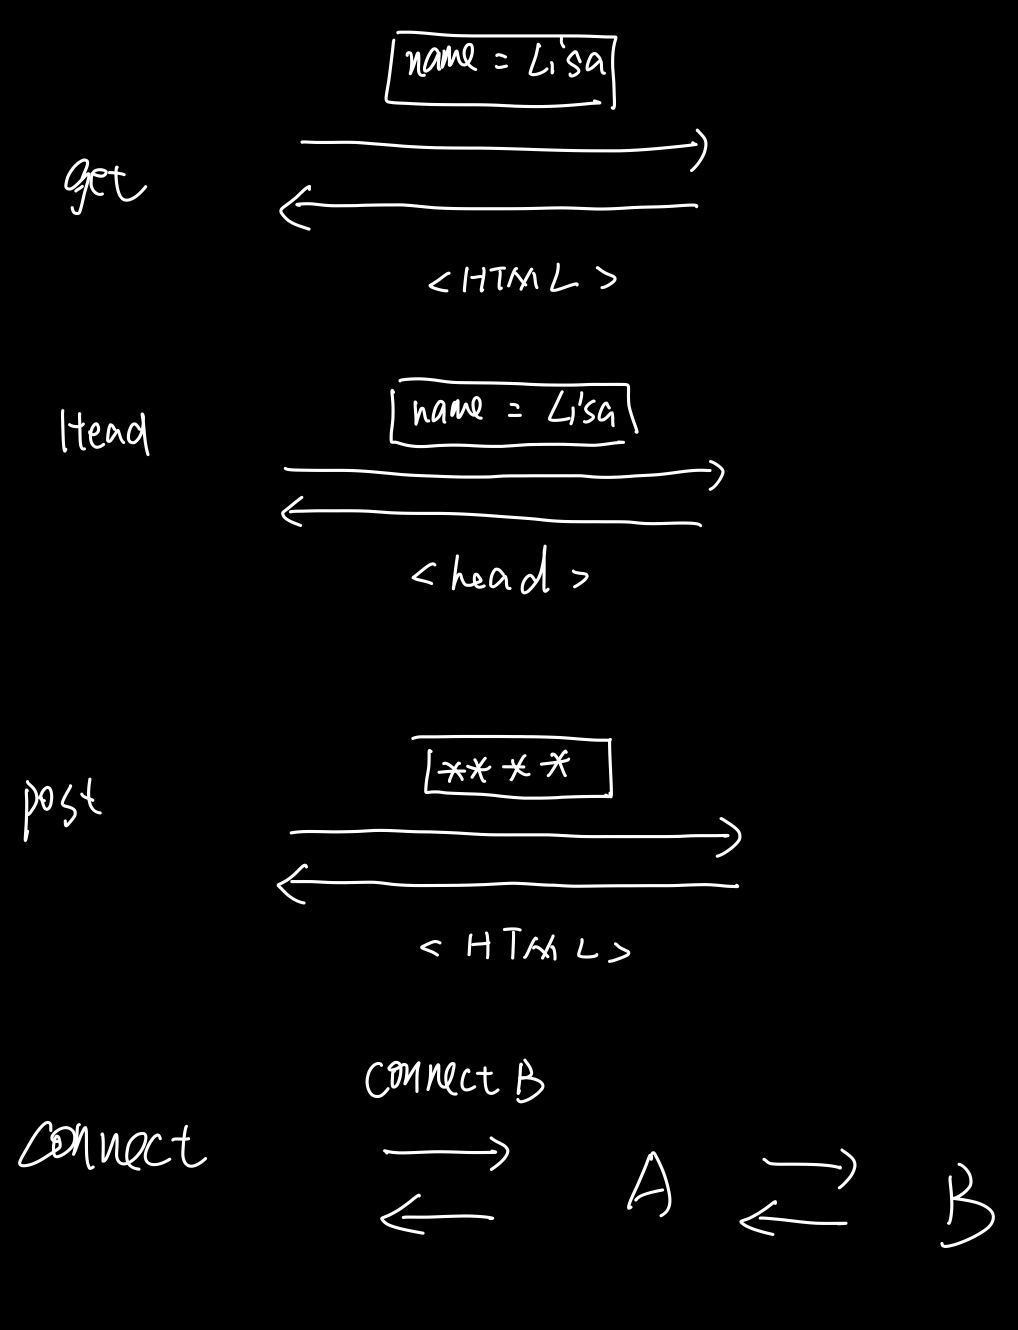 name = Lisa
get
<HTML>
Head
name = Lisa
<head>
post
****
<HTML>
connect B
connect
A
B